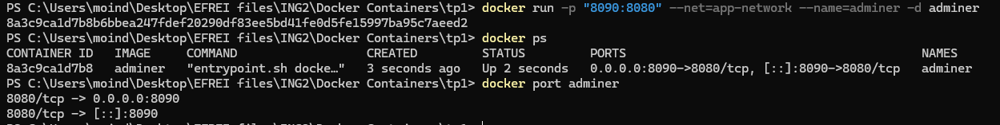 PS C:\Users\moind\Desktop\EFREI files\ING2\Docker Containers\tp1> docker run -p "8090:8080" --net=app-network --name=adminer -d adminer
8a3c9ca1d7b8b6bbea247fdef20290df83ee5bd41fe0d5fe15997ba95c7aeed2
PS C:\Users\moind\Desktop\EFREI files\ING2\Docker Containers\tp1> docker ps
CONTAINER ID   IMAGE     COMMAND                  CREATED         STATUS         PORTS                                         NAMES
8a3c9ca1d7b8   adminer   "entrypoint.sh docke…"   3 seconds ago   Up 2 seconds   0.0.0.0:8090->8080/tcp, [::]:8090->8080/tcp   adminer
PS C:\Users\moind\Desktop\EFREI files\ING2\Docker Containers\tp1> docker port adminer
8080/tcp -> 0.0.0.0:8090
8080/tcp -> [::]:8090
PS C:\Users\moind\Desktop\EFREI files\ING2\Docker Containers\tp1>